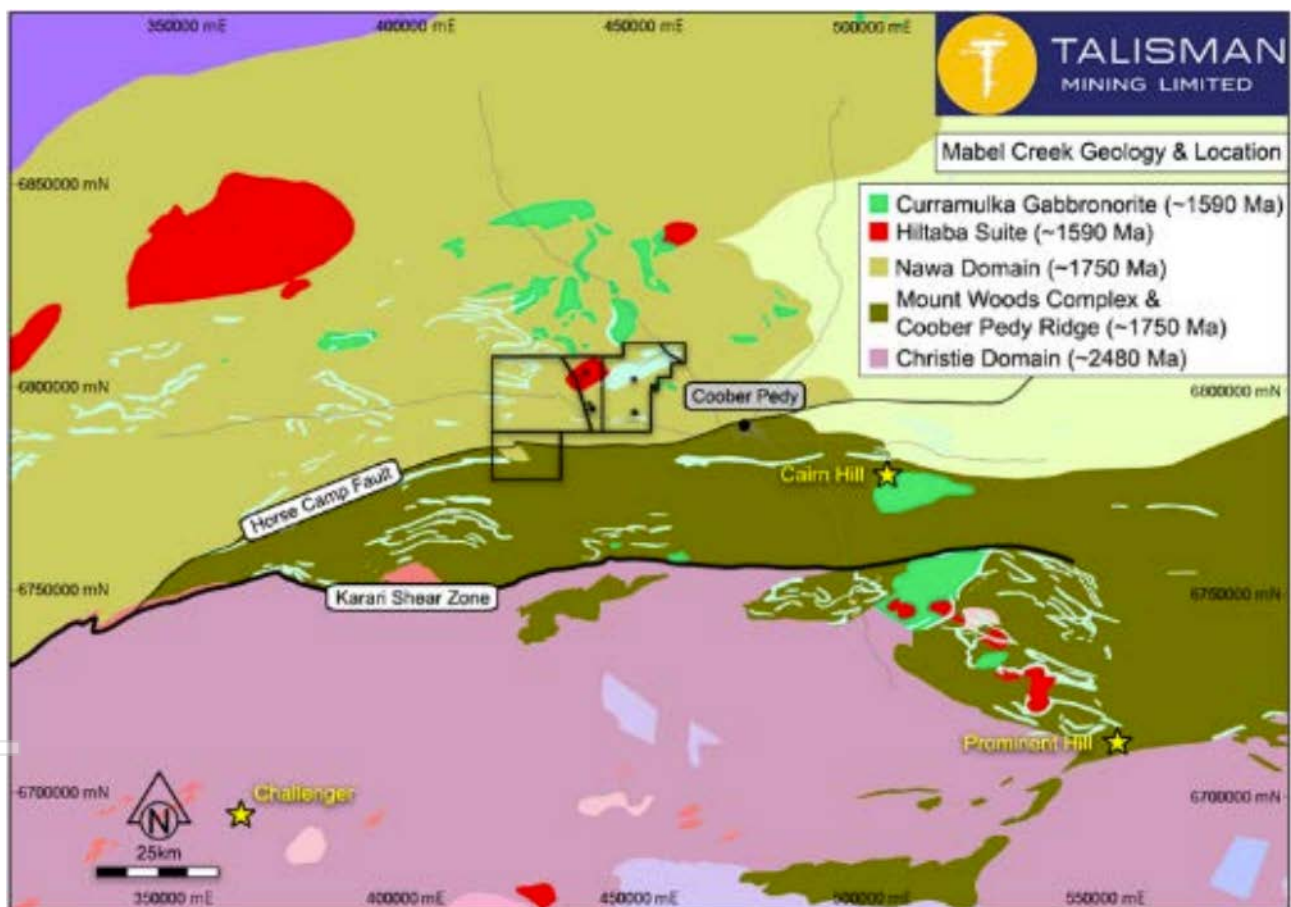 350000 mE
400000 mE
450000 mE
500000 mE
TALISMAN
MINING LIMITED
Mabel Creek Geology & Location
Curramulka Gabbronorite (~1590 Ma)
Hiltaba Suite (~1590 Ma)
Nawa Domain (~1750 Ma)
Mount Woods Complex &
Coober Pedy Ridge (~1750 Ma)
Christie Domain (~2480 Ma)
6850000 mN
6800000 mN
6800000 mN
Coober Pedy
Cairn Hill
Horse Camp Fault
6750000 mN
Karari Shear Zone
6750000 mN
Prominent Hill
6700000 mN
Challenger
6700000 mN
N
25km
350000 mE
400000 mE
450000 mE
500000 mE
550000 mE